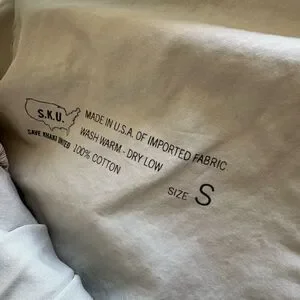 S.K.U.
SAVE KHAKI UNITED
MADE IN U.S.A. OF IMPORTED FABRIC
WASH WARM - DRY LOW
100% COTTON
SIZE S